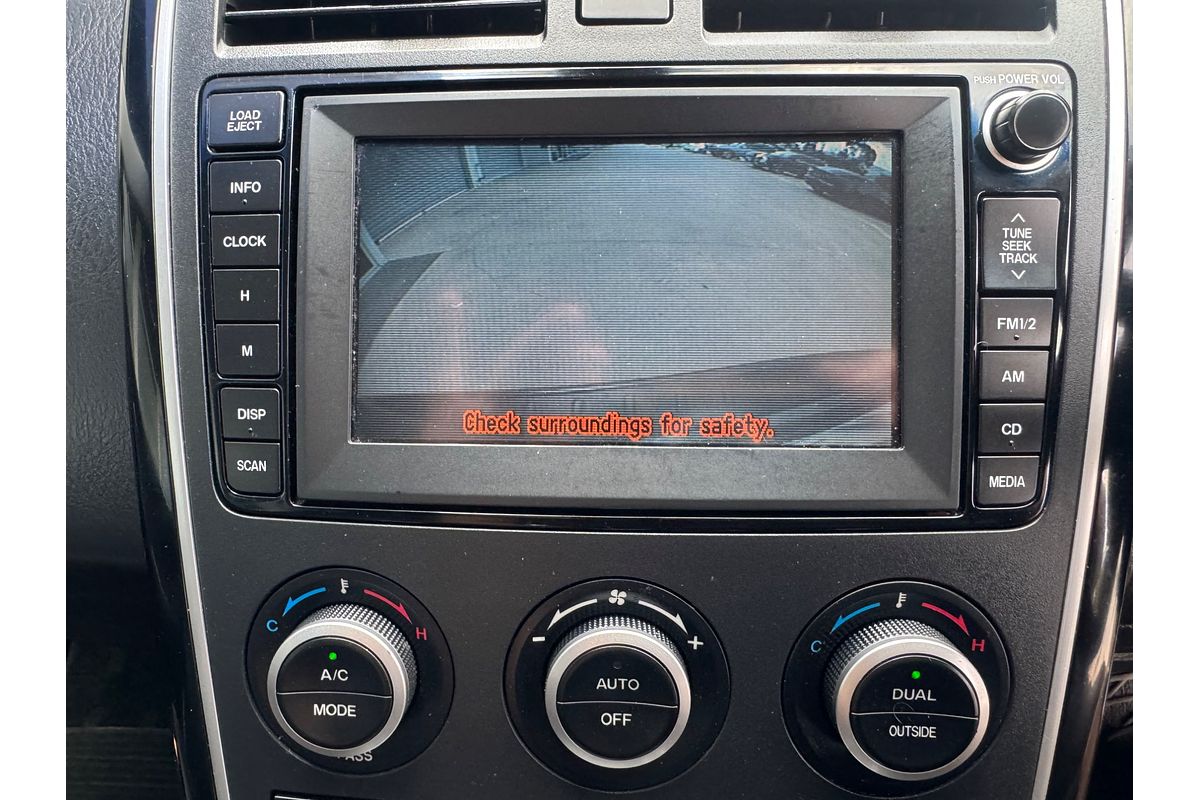 PUSH POWER VOL
LOAD
EJECT
INFO
CLOCK
H
M
DISP
SCAN
TUNE
SEEK
TRACK
FM1/2
AM
CD
MEDIA
Check surroundings for safety.
C
H
A/C
MODE
PASS
-
+
AUTO
OFF
C
H
DUAL
OUTSIDE